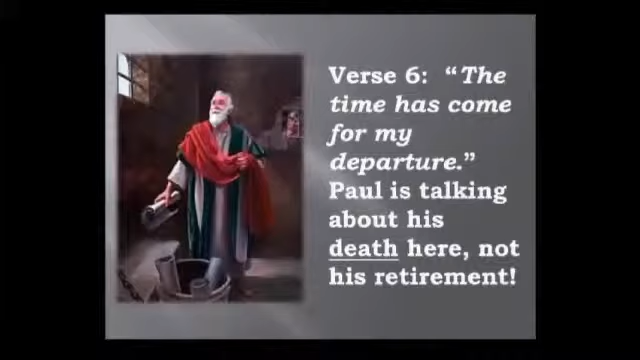 Verse 6: “The
time has come
for my
departure.”
Paul is talking
about his
death here, not
his retirement!